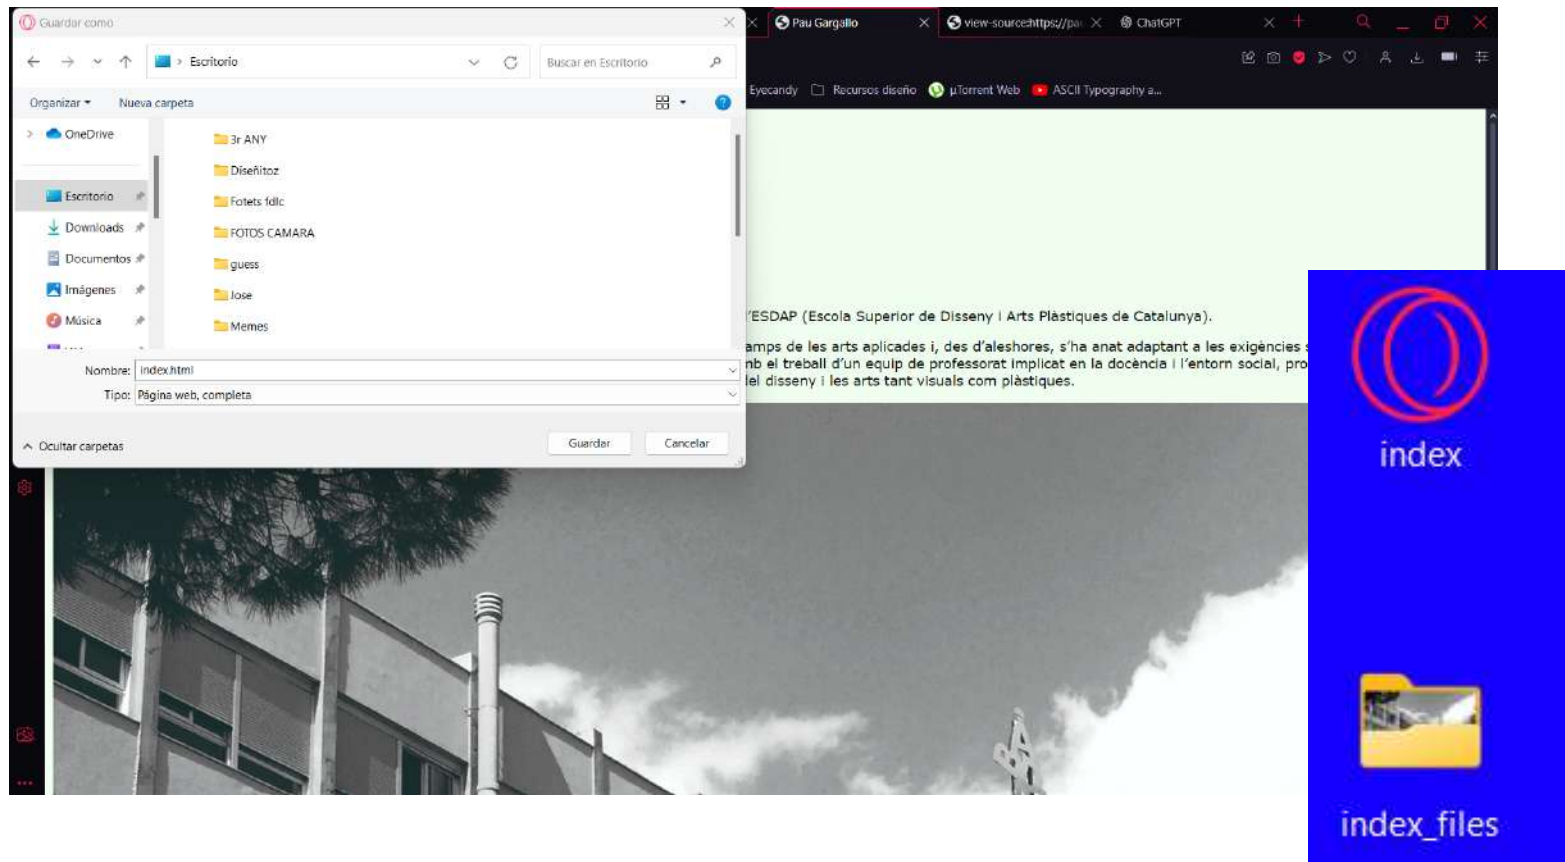 Guardar como
Pau Gargallo
view-source:https://pau
ChatGPT
Escritorio
Buscar en Escritorio
Organizar
Nueva carpeta
Eyecandy
Recursos diseño
µTorrent Web
ASCII Typography a...
OneDrive
3r ANY
Diseñitoz
Escritorio
Fotets fdlc
Downloads
FOTOS CAMARA
Documentos
guess
Imágenes
Jose
Música
Memes
Nombre: index.html
Tipo: Página web, completa
Ocultar carpetas
Guardar
Cancelar
'ESDAP (Escola Superior de Disseny i Arts Plàstiques de Catalunya).
amps de les arts aplicades i, des d'aleshores, s'ha anat adaptant a les exigències s
mb el treball d'un equip de professorat implicat en la docència i l'entorn social, pro
del disseny i les arts tant visuals com plàstiques.
index
index_files